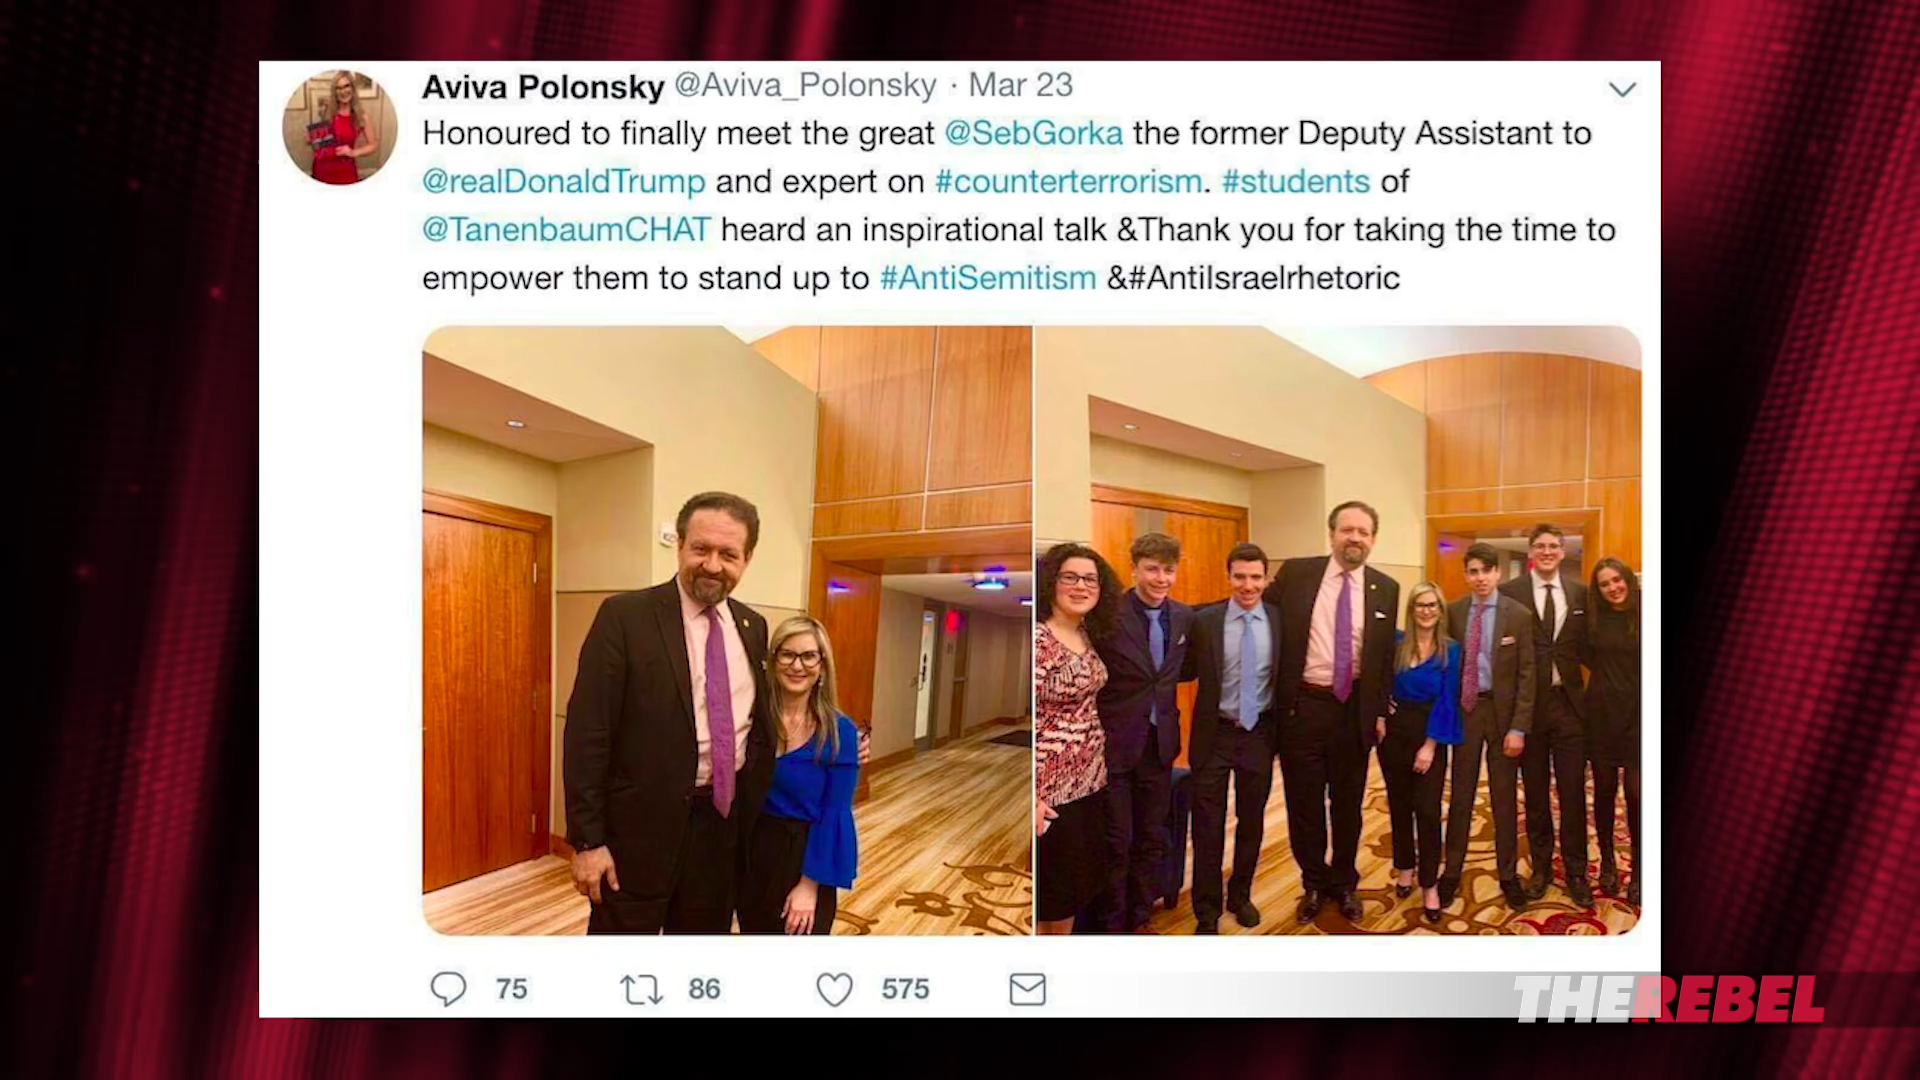 Aviva Polonsky @Aviva_Polonsky · Mar 23
Honoured to finally meet the great @SebGorka the former Deputy Assistant to
@realDonaldTrump and expert on #counterterrorism. #students of
@TanenbaumCHAT heard an inspirational talk &Thank you for taking the time to
empower them to stand up to #AntiSemitism &#AntiIsraelrhetoric
75 86 575
THEREBEL